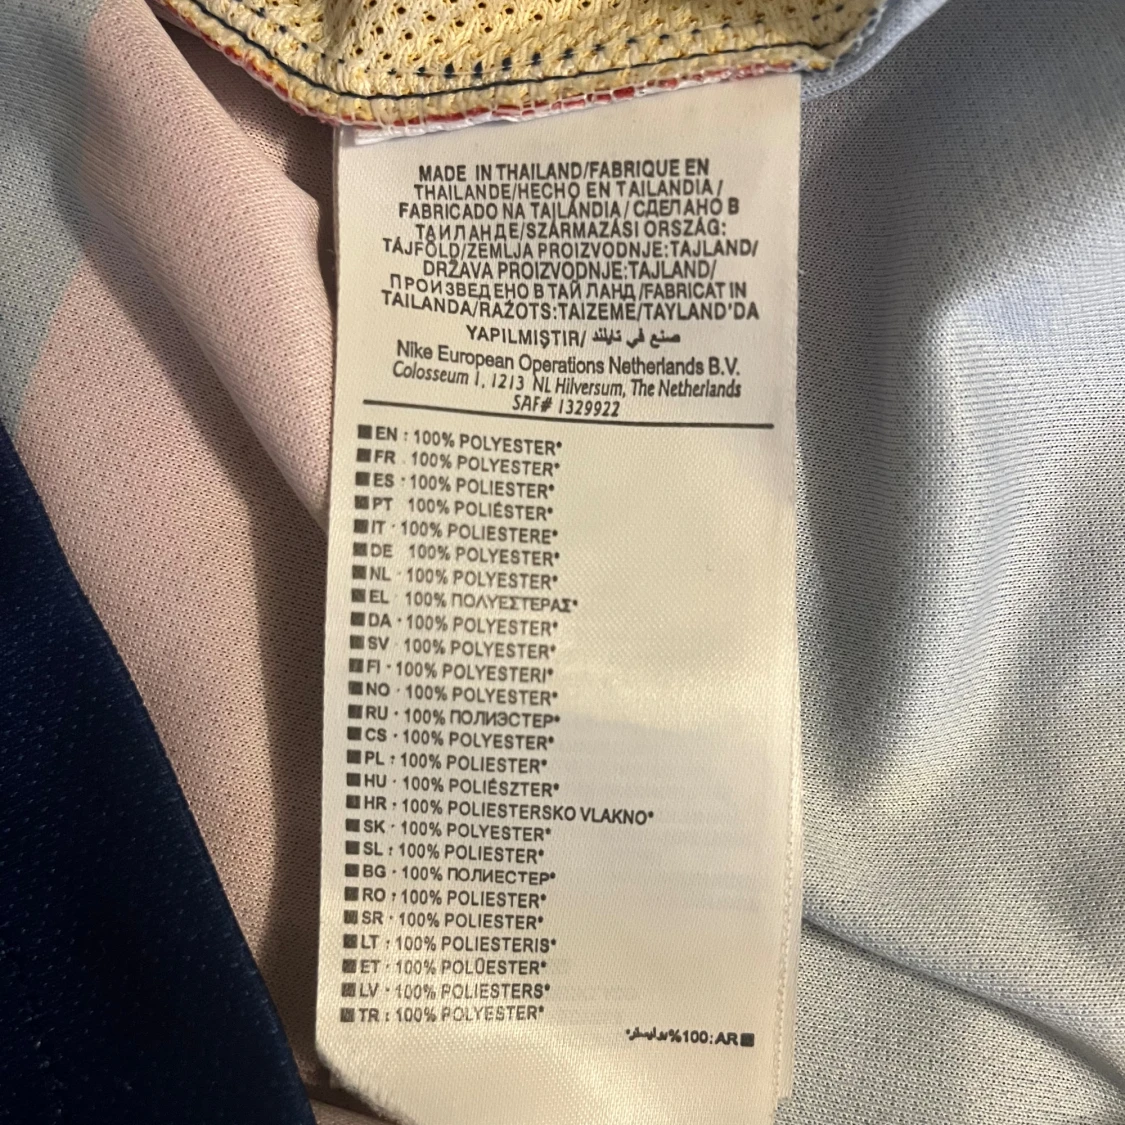 MADE IN THAILAND/FABRIQUE EN
THAILANDE/HECHO EN TAILANDIA/
FABRICADO NA TAILÂNDIA/СДЕЛАНО В
ТАИЛАНДЕ/SZÁRMAZÁSI ORSZÁG:
TÁJFÖLD/ZEMLJA PROIZVODNJE:TAJLAND/
DRŽAVA PROIZVODNJE:TAJLAND/
ПРОИЗВЕДЕНО В ТАЙЛАНД/FABRICAT IN
TAILANDA/RAŽOTS:TAIZEME/TAYLAND'DA
YAPILMIŞTIR/ صنع في تايلند
Nike European Operations Netherlands B.V.
Colosseum 1, 1213 NL Hilversum, The Netherlands
SAF# 1329922
EN : 100% POLYESTER*
FR : 100% POLYESTER*
ES : 100% POLIESTER*
PT 100% POLIÉSTER*
IT : 100% POLIESTERE*
DE 100% POLYESTER*
NL : 100% POLYESTER*
EL : 100% ΠΟΛΥΕΣΤΕΡΑΣ*
DA : 100% POLYESTER*
SV : 100% POLYESTER*
FI : 100% POLYESTERI*
NO : 100% POLYESTER*
RU : 100% ПОЛИЭСТЕР*
CS : 100% POLYESTER*
PL : 100% POLIESTER*
HU : 100% POLIÉSZTER*
HR : 100% POLIESTERSKO VLAKNO*
SK : 100% POLYESTER*
SL : 100% POLIESTER*
BG : 100% ПОЛИЕСТЕР*
RO : 100% POLIESTER*
SR : 100% POLIESTER*
LT : 100% POLIESTERIS*
ET : 100% POLÜESTER*
LV : 100% POLIESTERS*
TR : 100% POLYESTER*
AR :100% بوليستر*